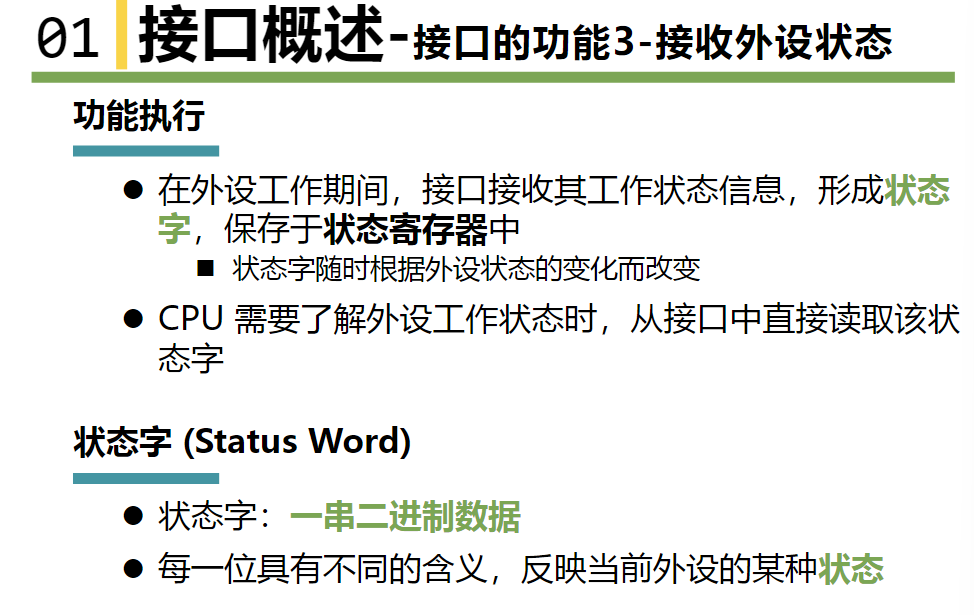 01 接口概述-接口的功能3-接收外设状态
功能执行
● 在外设工作期间，接口接收其工作状态信息，形成状态
字，保存于状态寄存器中
■ 状态字随时根据外设状态的变化而改变
● CPU 需要了解外设工作状态时，从接口中直接读取该状
态字
状态字 (Status Word)
● 状态字：一串二进制数据
● 每一位具有不同的含义，反映当前外设的某种状态